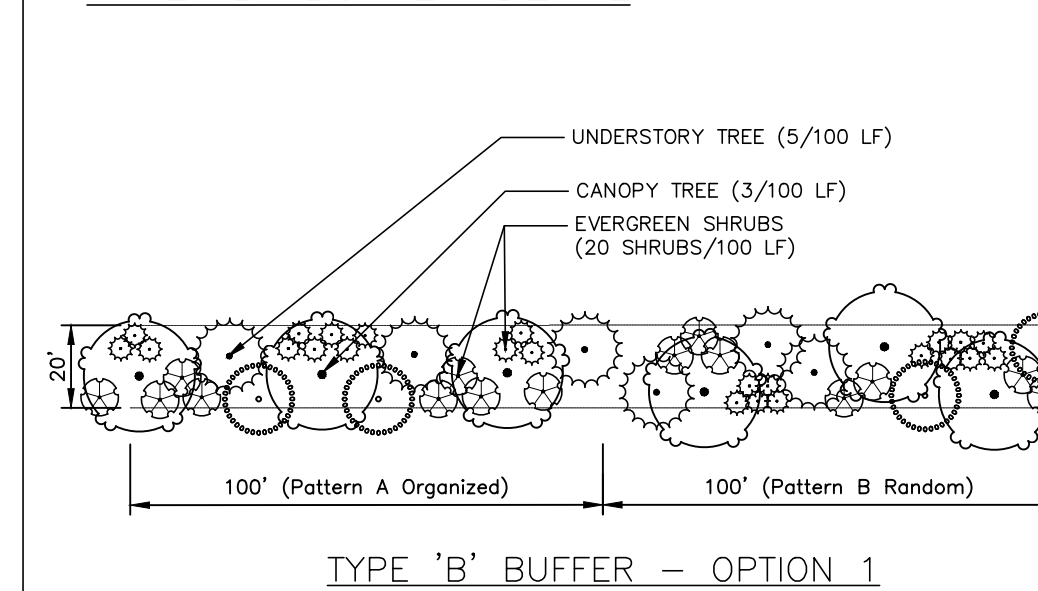 UNDERSTORY TREE (5/100 LF)
CANOPY TREE (3/100 LF)
EVERGREEN SHRUBS
(20 SHRUBS/100 LF)
20'
100' (Pattern A Organized)
100' (Pattern B Random)
TYPE 'B' BUFFER – OPTION 1